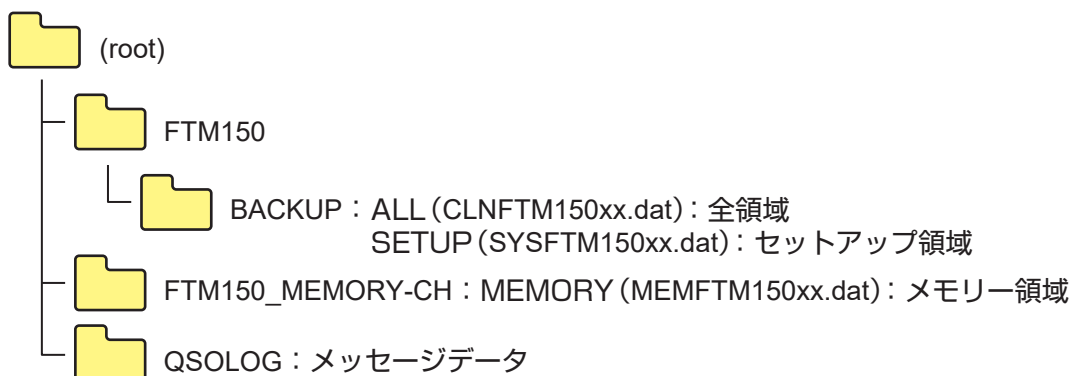 (root)
FTM150
BACKUP：ALL（CLNFTM150xx.dat）：全領域
SETUP（SYSFTM150xx.dat）：セットアップ領域
FTM150_MEMORY-CH：MEMORY（MEMFTM150xx.dat）：メモリー領域
QSOLOG：メッセージデータ